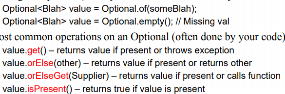 Optional<Blah> value = Optional.of(someBlah);
Optional<Blah> value = Optional.empty(); // Missing val
ost common operations on an Optional (often done by your code)
value.get() – returns value if present or throws exception
value.orElse(other) – returns value if present or returns other
value.orElseGet(Supplier) – returns value if present or calls function
value.isPresent() – returns true if value is present